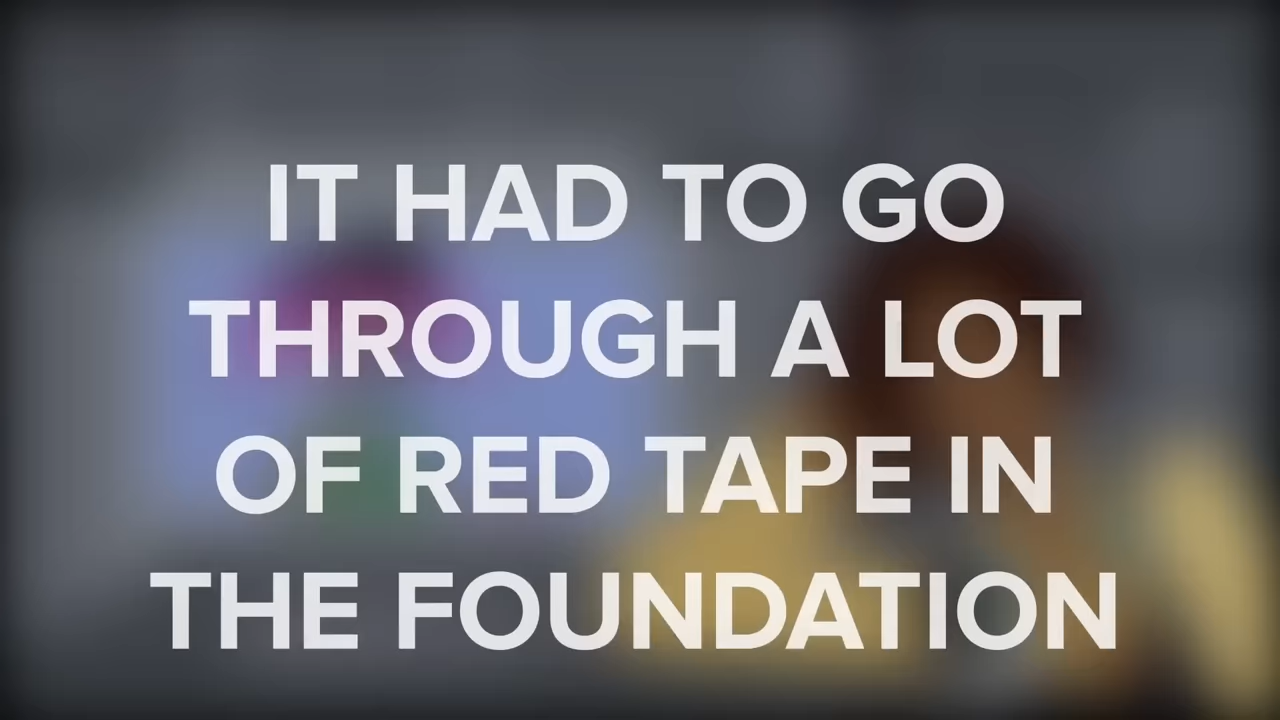 IT HAD TO GO
THROUGH A LOT
OF RED TAPE IN
THE FOUNDATION